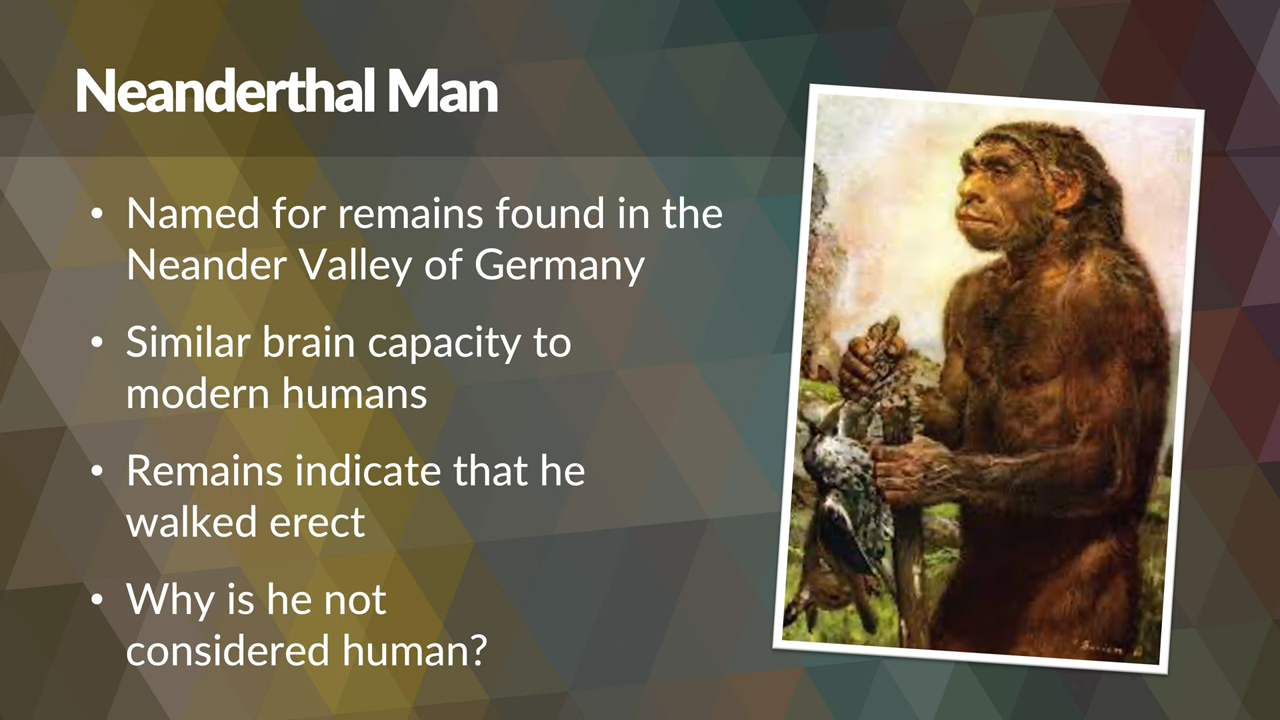 Neanderthal Man
• Named for remains found in the
Neander Valley of Germany
• Similar brain capacity to
modern humans
• Remains indicate that he
walked erect
• Why is he not
considered human?